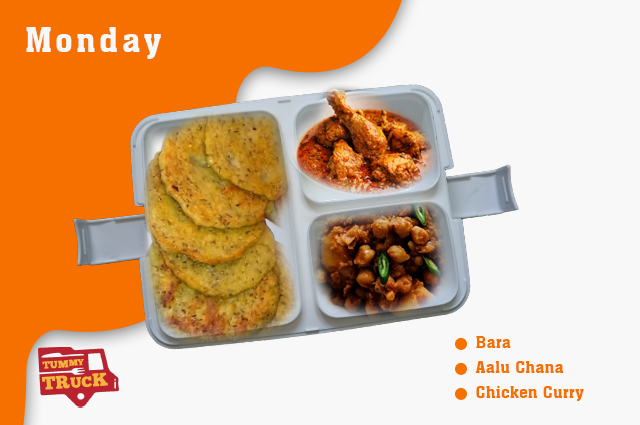 Monday
TUMMY
TRUCK
Bara
Aalu Chana
Chicken Curry